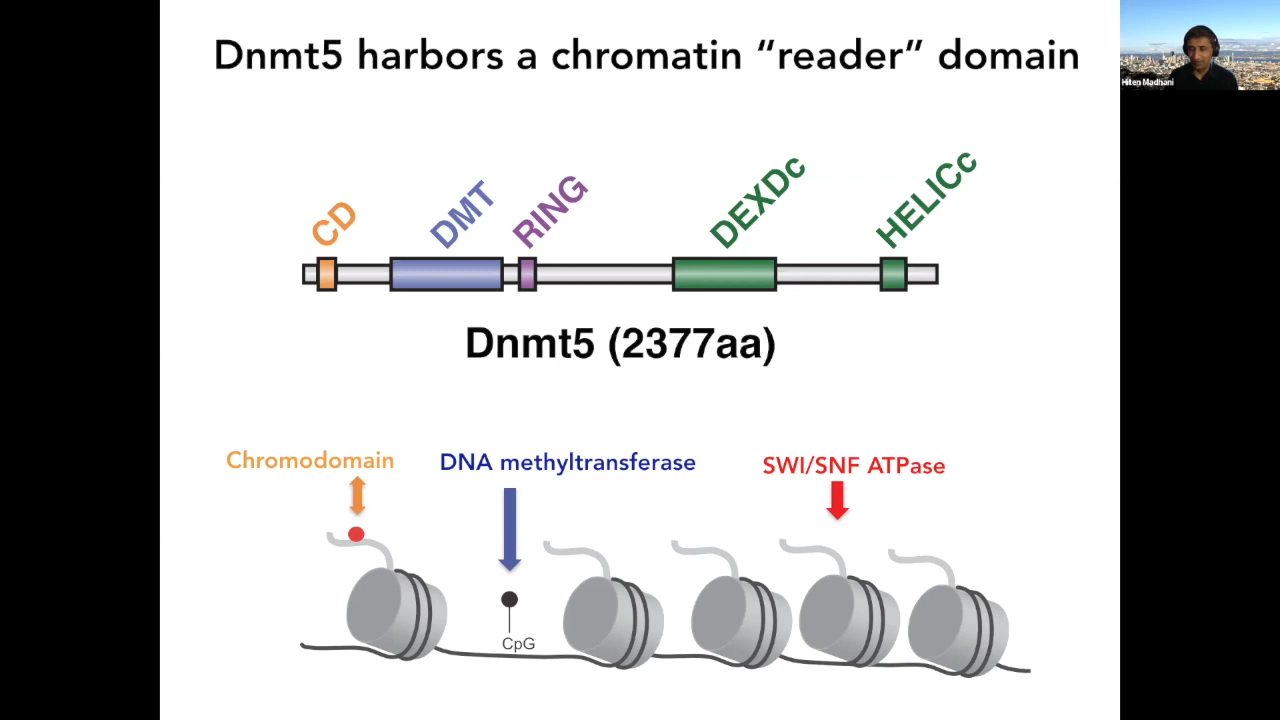 Dnmt5 harbors a chromatin “reader” domain
Hiten Madhani
CD
DMT
RING
DEXDc
HELICc
Dnmt5 (2377aa)
Chromodomain
DNA methyltransferase
SWI/SNF ATPase
CpG